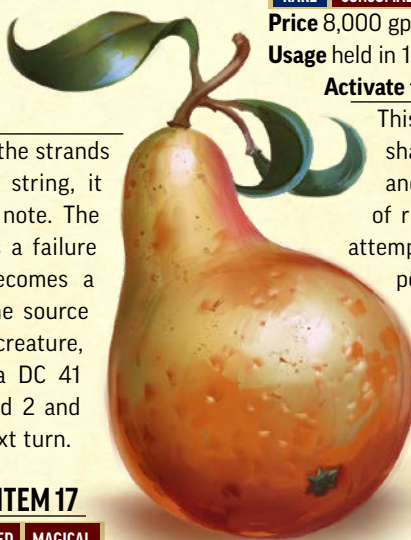 the strands
string, it
note. The
a failure
ecomes a
source
creature,
a DC 41
d 2 and
xt turn.
ITEM 17
ED MAGICAL
RARE CONSUMABLE
Price 8,000 gp
Usage held in 1
Activate
This
sha
and
of r
attemp
po